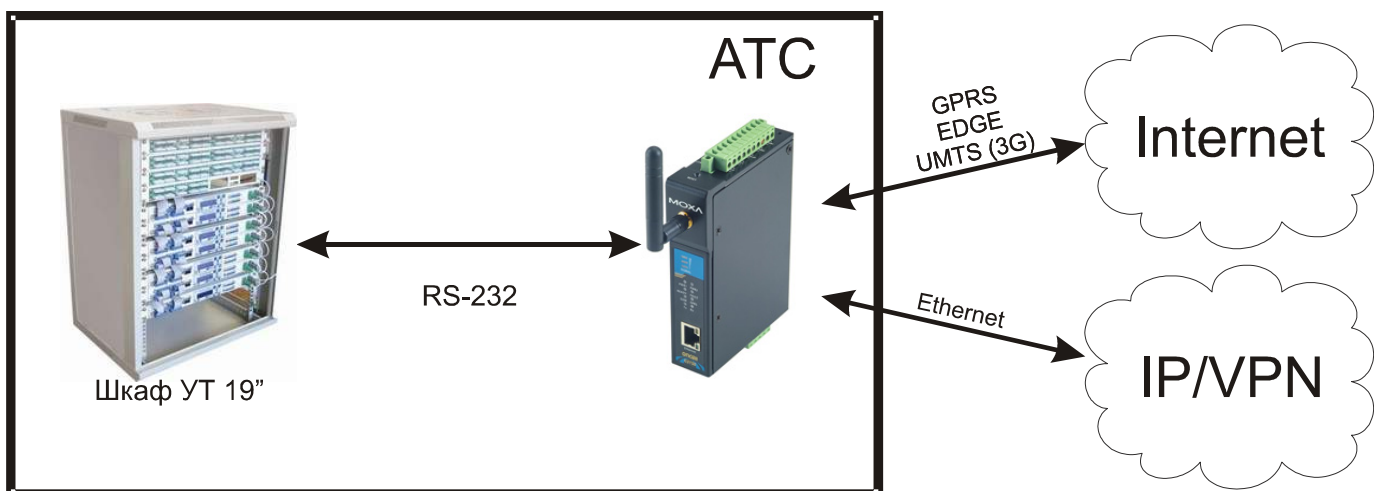 АТС
GPRS
EDGE
UMTS (3G)
Internet
MOXA
RS-232
Ethernet
Шкаф УТ 19”
IP/VPN